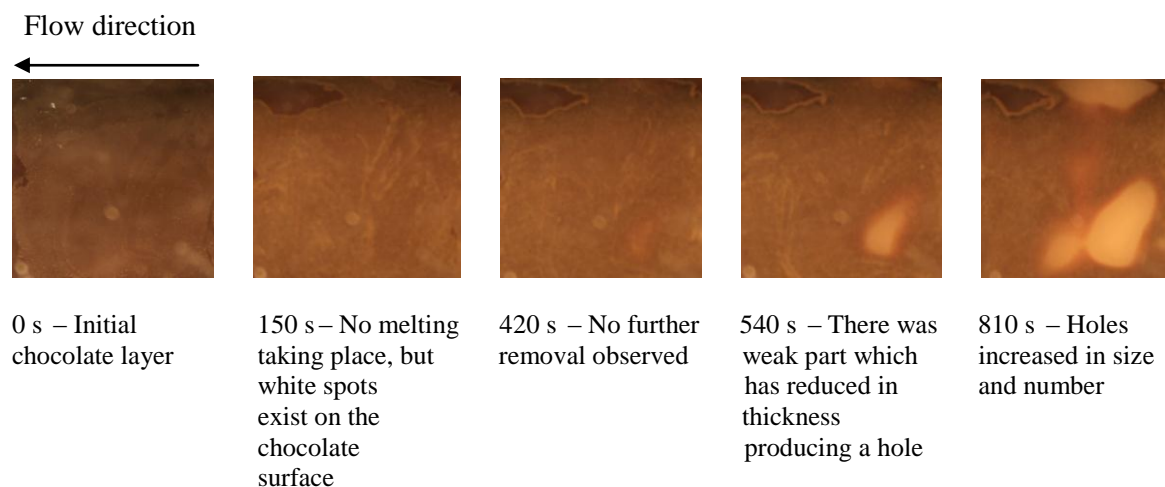 Flow direction
0 s – Initial
chocolate layer
150 s – No melting
taking place, but
white spots
exist on the
chocolate
surface
420 s – No further
removal observed
540 s – There was
weak part which
has reduced in
thickness
producing a hole
810 s – Holes
increased in size
and number